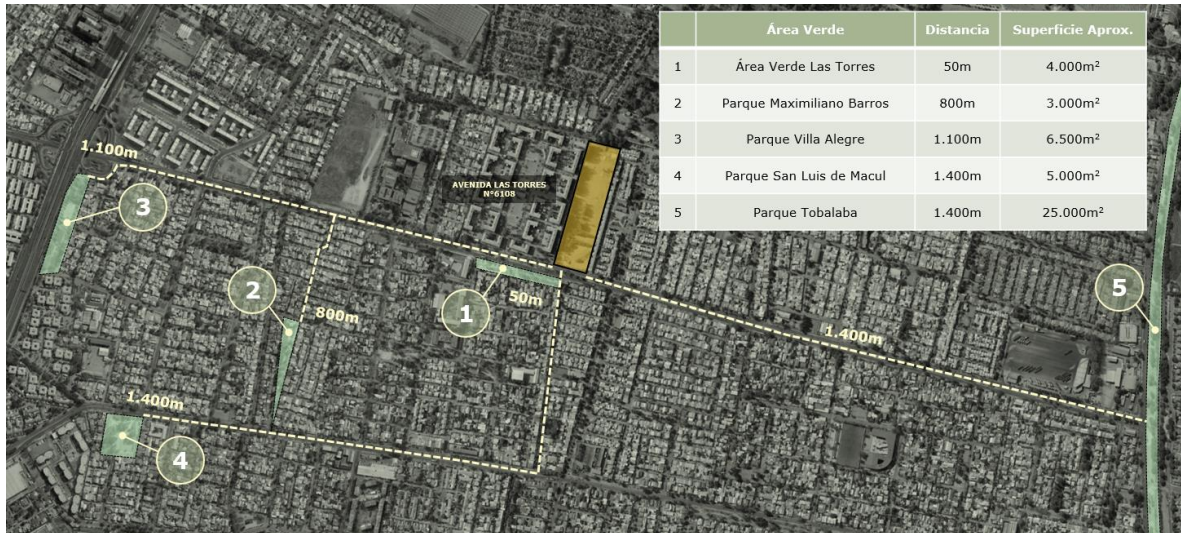 Área Verde Distancia Superficie Aprox.
1 Área Verde Las Torres 50m 4.000m²
2 Parque Maximiliano Barros 800m 3.000m²
3 Parque Villa Alegre 1.100m 6.500m²
4 Parque San Luis de Macul 1.400m 5.000m²
5 Parque Tobalaba 1.400m 25.000m²
1.100m
AVENIDA LAS TORRES
N°6108
3
2
800m
1
50m
5
1.400m
1.400m
4